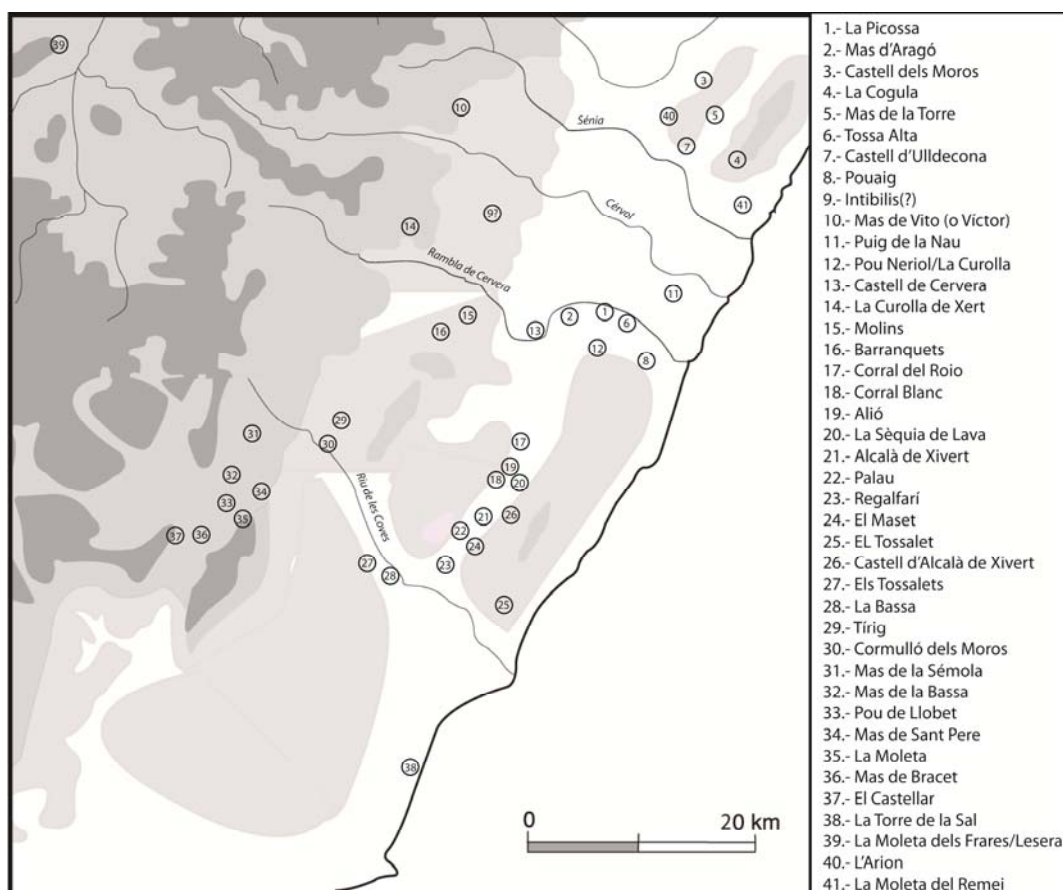 39
3
10
40
5
Sénia
7
4
41
9?
Cérvol
14
Rambla de Cervera
11
15
16
13
2
1
6
12
8
29
30
31
17
19
18
20
32
34
33
35
37
36
Riu de les Coves
21
26
22
24
23
27
28
25
38
0
20 km
1.- La Picossa
2.- Mas d'Aragó
3.- Castell dels Moros
4.- La Cogula
5.- Mas de la Torre
6.- Tossa Alta
7.- Castell d'Ulldecona
8.- Pouaig
9.- Intibilis(?)
10.- Mas de Vito (o Víctor)
11.- Puig de la Nau
12.- Pou Neriol/La Curolla
13.- Castell de Cervera
14.- La Curolla de Xert
15.- Molins
16.- Barranquets
17.- Corral del Roio
18.- Corral Blanc
19.- Alió
20.- La Sèquia de Lava
21.- Alcalà de Xivert
22.- Palau
23.- Regalfarí
24.- El Maset
25.- EL Tossalet
26.- Castell d'Alcalà de Xivert
27.- Els Tossalets
28.- La Bassa
29.- Tírig
30.- Cormulló dels Moros
31.- Mas de la Sémola
32.- Mas de la Bassa
33.- Pou de Llobet
34.- Mas de Sant Pere
35.- La Moleta
36.- Mas de Bracet
37.- El Castellar
38.- La Torre de la Sal
39.- La Moleta dels Frares/Lesera
40.- L'Arion
41.- La Moleta del Remei